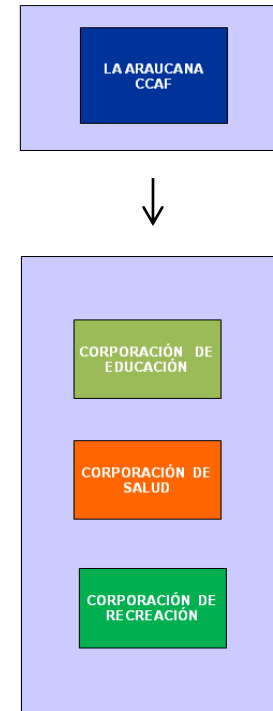 LA ARAUCANA
CCAF
CORPORACIÓN DE
EDUCACIÓN
CORPORACIÓN DE
SALUD
CORPORACIÓN DE
RECREACIÓN